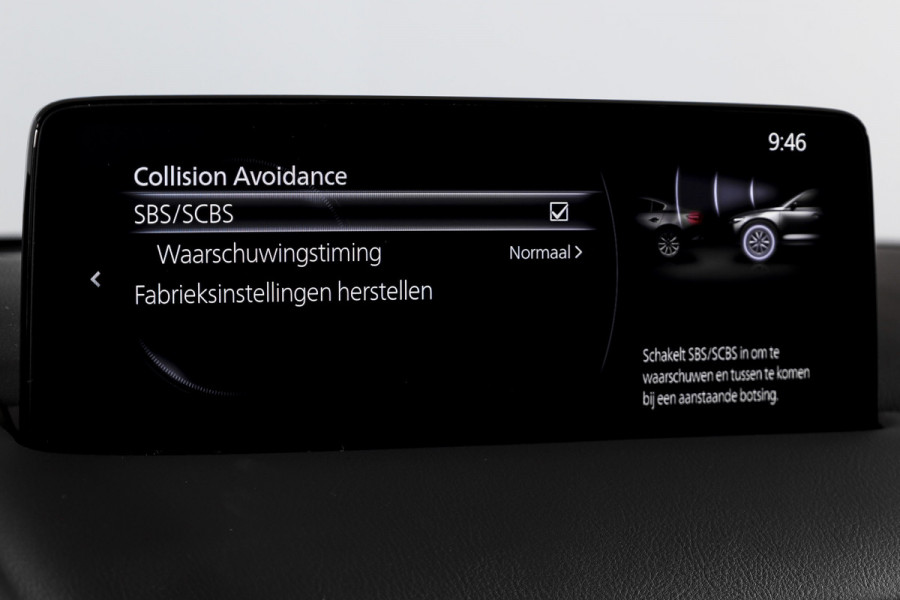 9:46
Collision Avoidance
SBS/SCBS
Waarschuwingstiming Normaal >
Fabrieksinstellingen herstellen
Schakelt SBS/SCBS in om te
waarschuwen en tussen te komen
bij een aanstaande botsing.